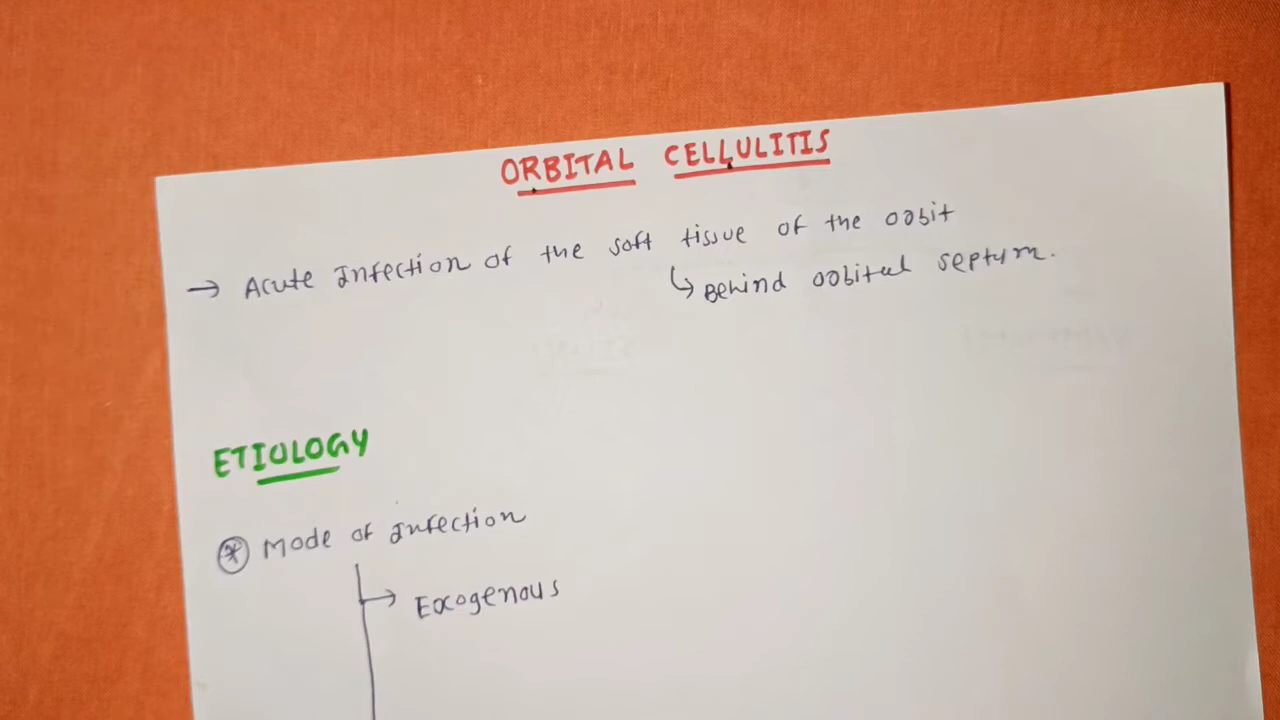 ORBITAL CELLULITIS
→ Acute Infection of the soft tissue of the orbit
↳ Behind orbital septum.
ETIOLOGY
* Mode of Infection
→ Exogenous